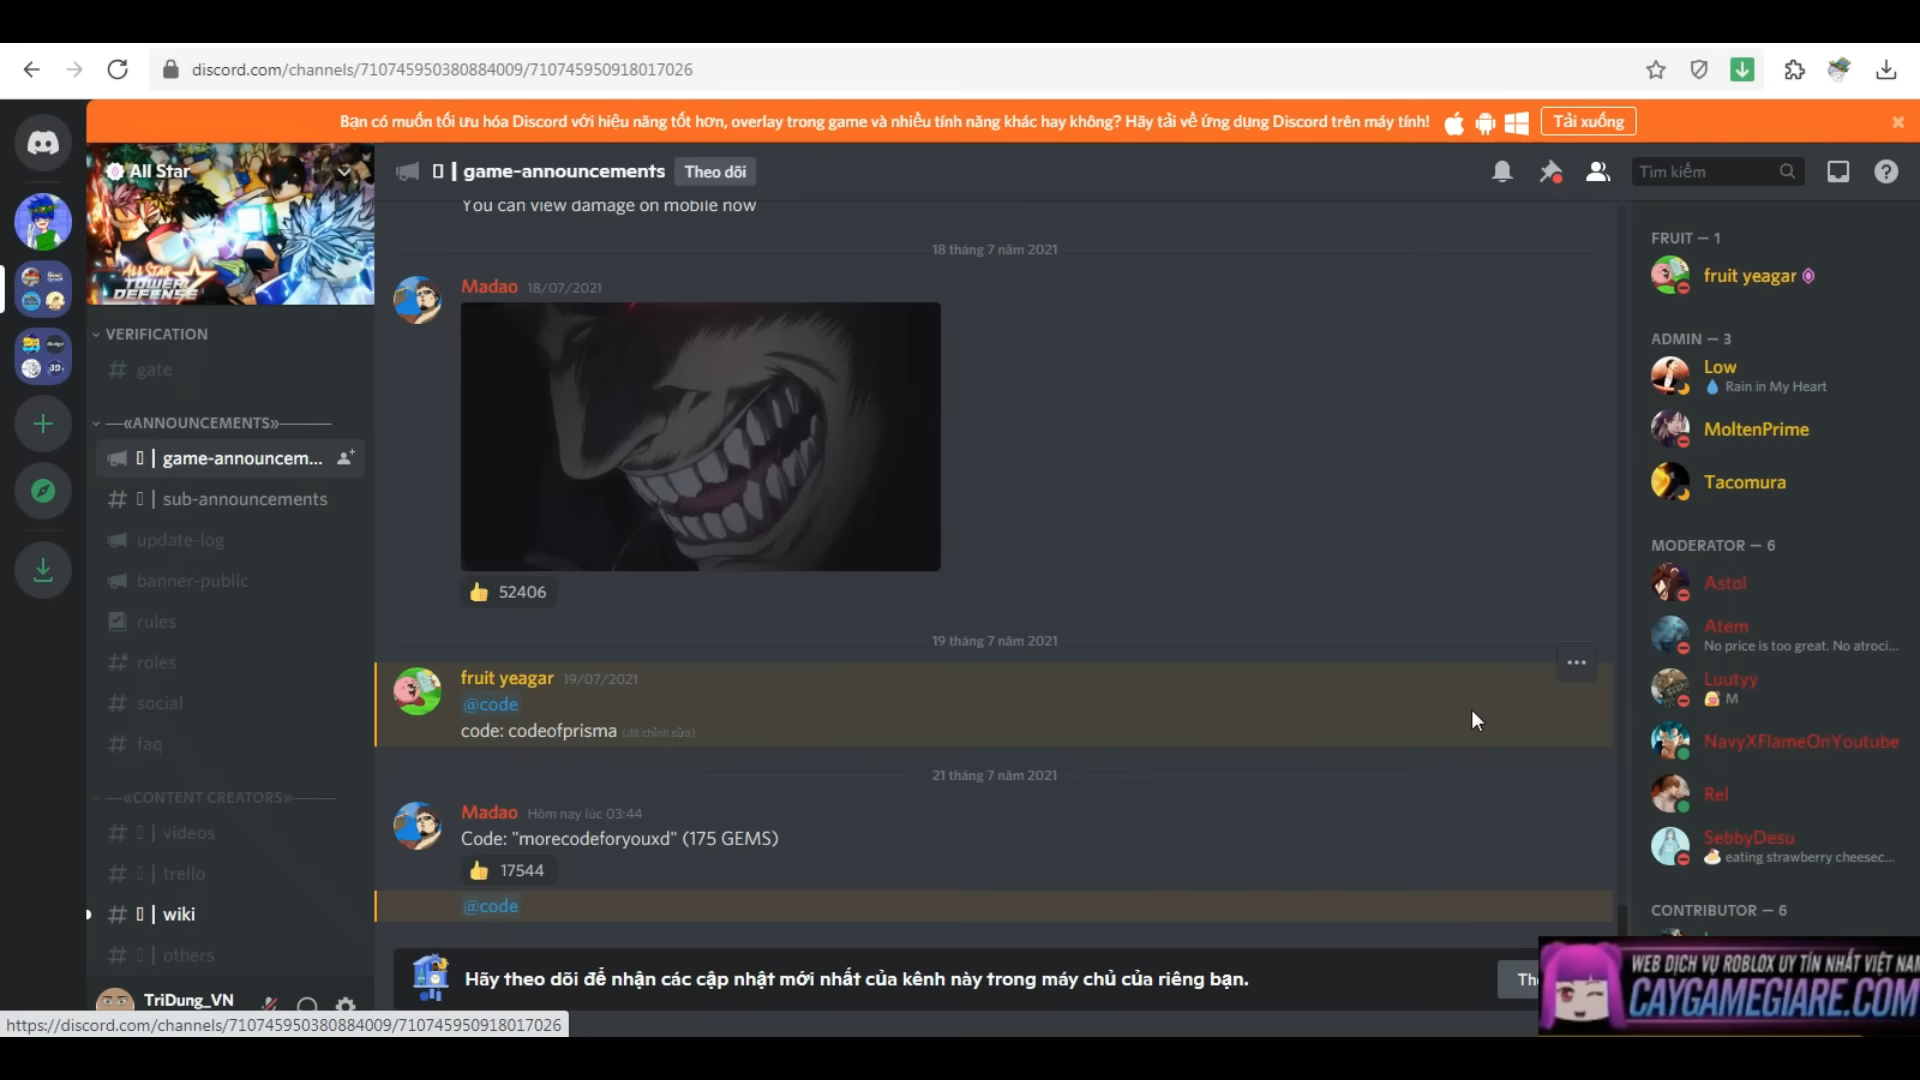 discord.com/channels/710745950380884009/710745950918017026
Bạn có muốn tối ưu hóa Discord với hiệu năng tốt hơn, overlay trong game và nhiều tính năng khác hay không? Hãy tải về ứng dụng Discord trên máy tính!
Tải xuống
All Star
ALL STAR
TOWER
DEFENSE
| game-announcements
Theo dõi
Tìm kiếm
VERIFICATION
gate
—«ANNOUNCEMENTS»———
| game-announcem...
| sub-announcements
update-log
banner-public
rules
roles
social
faq
—«CONTENT CREATORS»———
| videos
| trello
| wiki
| others
TriDung_VN
https://discord.com/channels/710745950380884009/710745950918017026
You can view damage on mobile now
18 tháng 7 năm 2021
Madao 18/07/2021
52406
19 tháng 7 năm 2021
fruit yeagar 19/07/2021
@code
code: codeofprisma (đã chỉnh sửa)
21 tháng 7 năm 2021
Madao Hôm nay lúc 03:44
Code: "morecodeforyouxd" (175 GEMS)
17544
@code
Hãy theo dõi để nhận các cập nhật mới nhất của kênh này trong máy chủ của riêng bạn.
FRUIT — 1
fruit yeagar
ADMIN — 3
Low
Rain in My Heart
MoltenPrime
Tacomura
MODERATOR — 6
Astol
Atem
No price is too great. No atroci...
Luutyy
M
NavyXFlameOnYoutube
Rel
SebbyDesu
eating strawberry cheesec...
CONTRIBUTOR — 6
WEB DỊCH VỤ ROBLOX UY TÍN NHẤT VIỆT NAM
CAYGAMEGIARE.COM